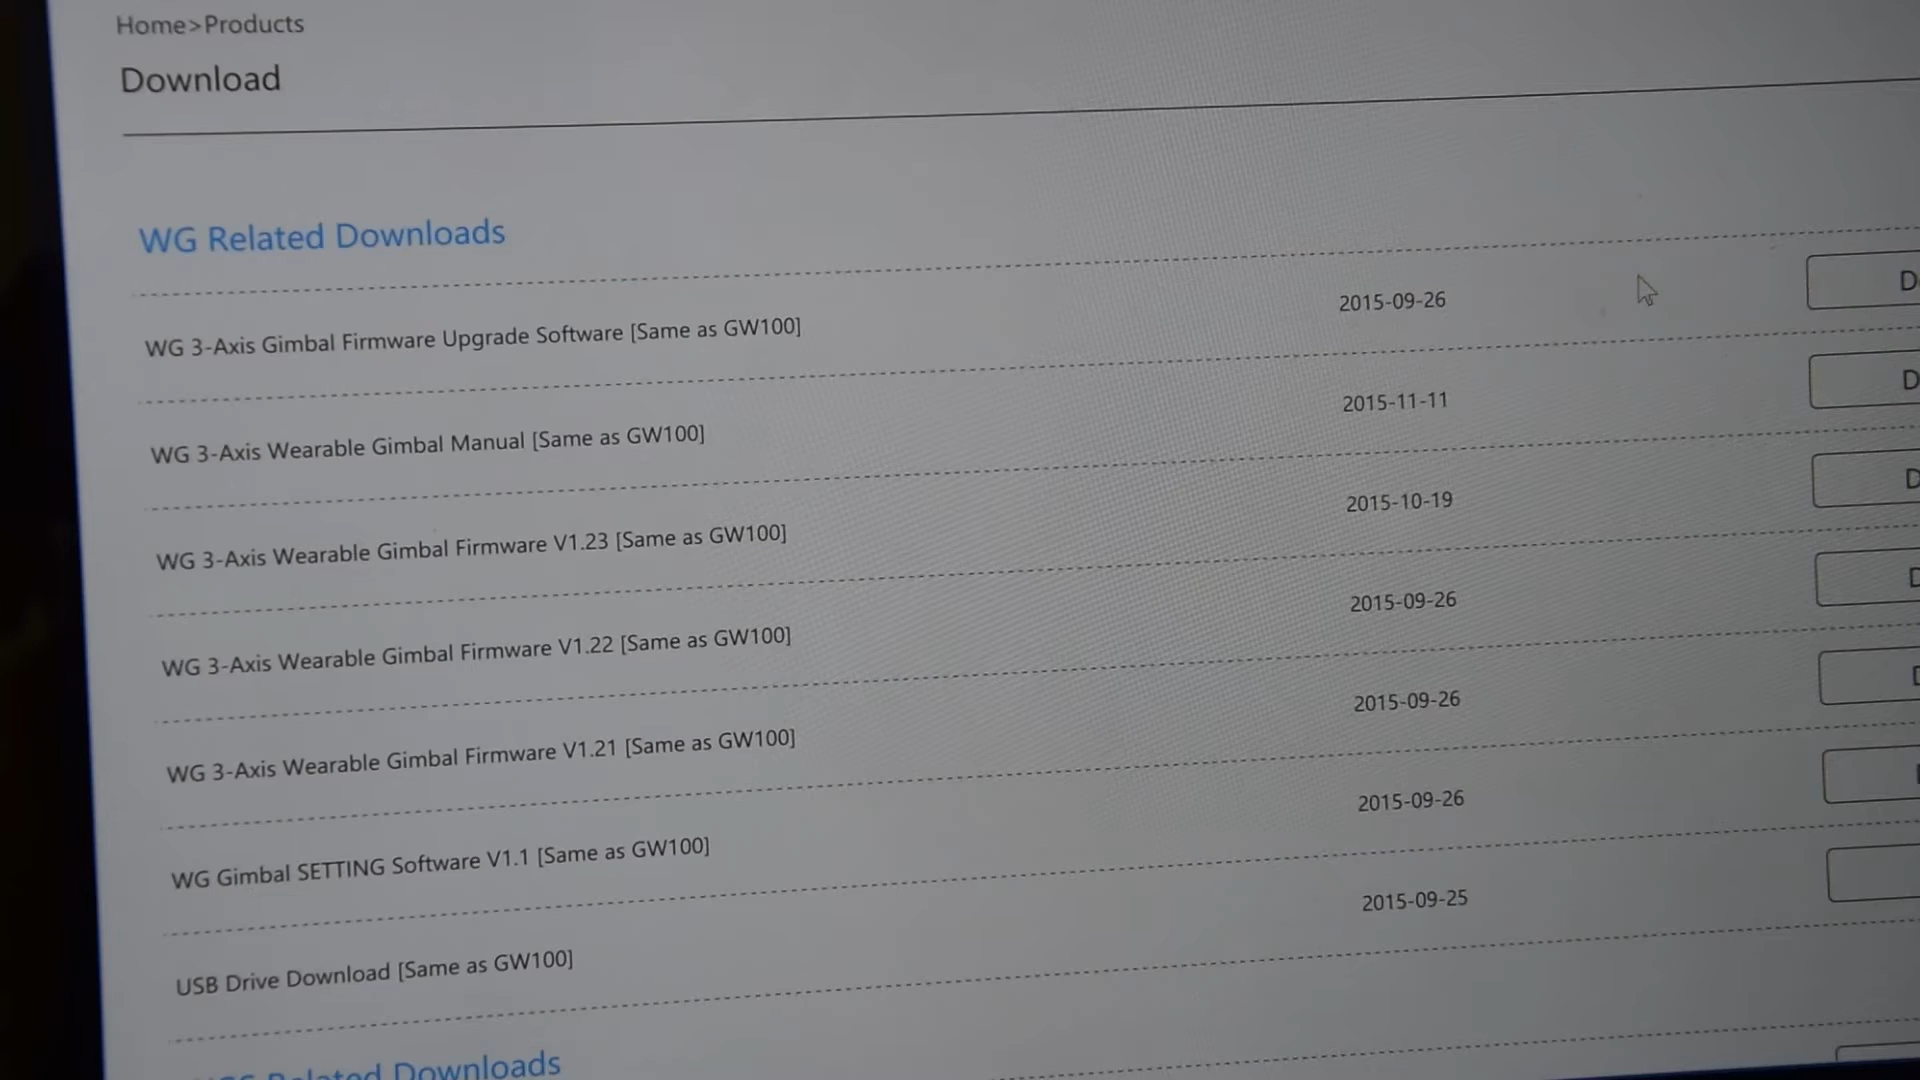 Home>Products
Download
WG Related Downloads
WG 3-Axis Gimbal Firmware Upgrade Software [Same as GW100] 2015-09-26
WG 3-Axis Wearable Gimbal Manual [Same as GW100] 2015-11-11
WG 3-Axis Wearable Gimbal Firmware V1.23 [Same as GW100] 2015-10-19
WG 3-Axis Wearable Gimbal Firmware V1.22 [Same as GW100] 2015-09-26
WG 3-Axis Wearable Gimbal Firmware V1.21 [Same as GW100] 2015-09-26
WG Gimbal SETTING Software V1.1 [Same as GW100] 2015-09-26
USB Drive Download [Same as GW100] 2015-09-25
Related Downloads